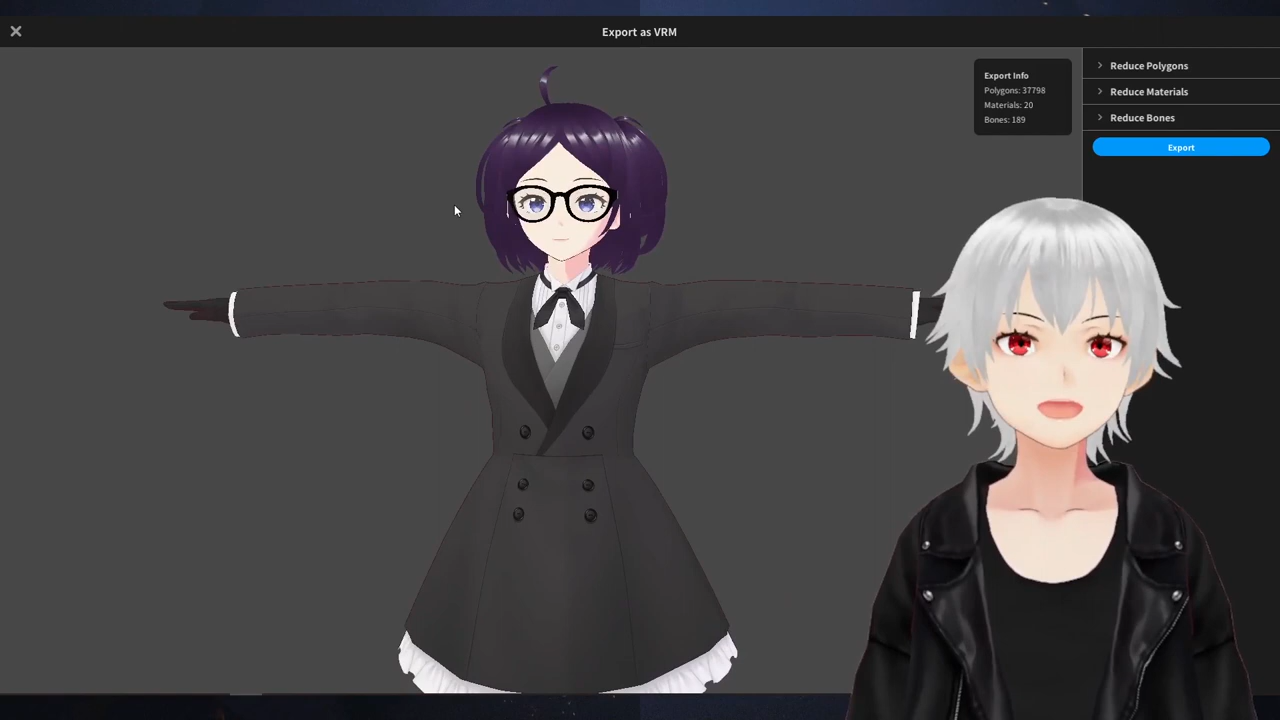 Export as VRM
Export Info
Polygons: 37798
Materials: 20
Bones: 189
Reduce Polygons
Reduce Materials
Reduce Bones
Export